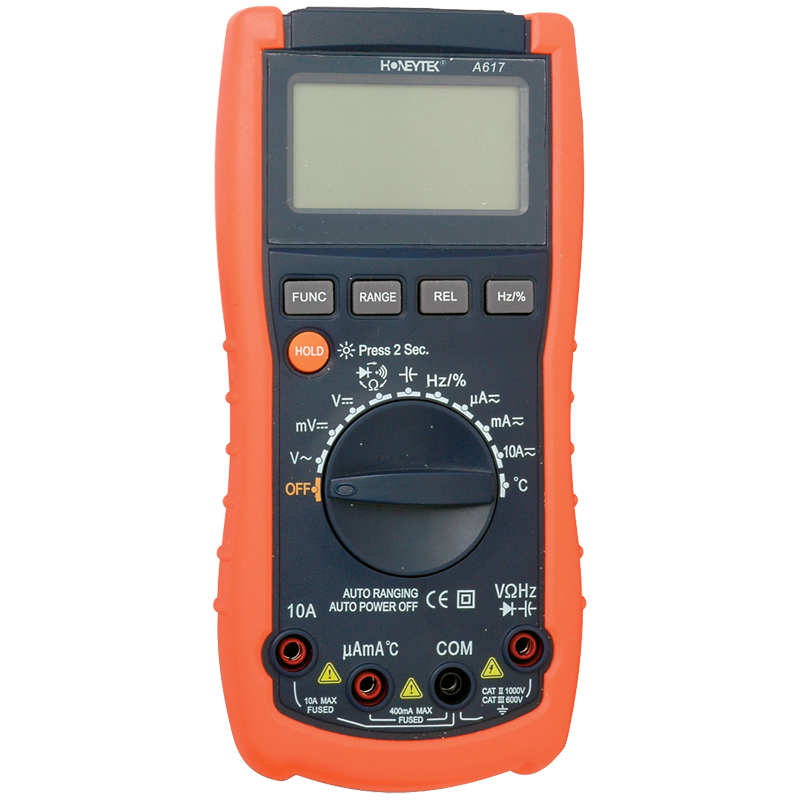 HONEYTEK® A617
FUNC RANGE REL Hz/%
HOLD Press 2 Sec.
Ω Hz/%
V⎓ μA
mV⎓ mA
V~ 10A
OFF °C
AUTO RANGING
AUTO POWER OFF CE
VΩHz
10A
μAmA°C COM
10A MAX
FUSED
400mA MAX
FUSED
CAT II 1000V
CAT III 600V